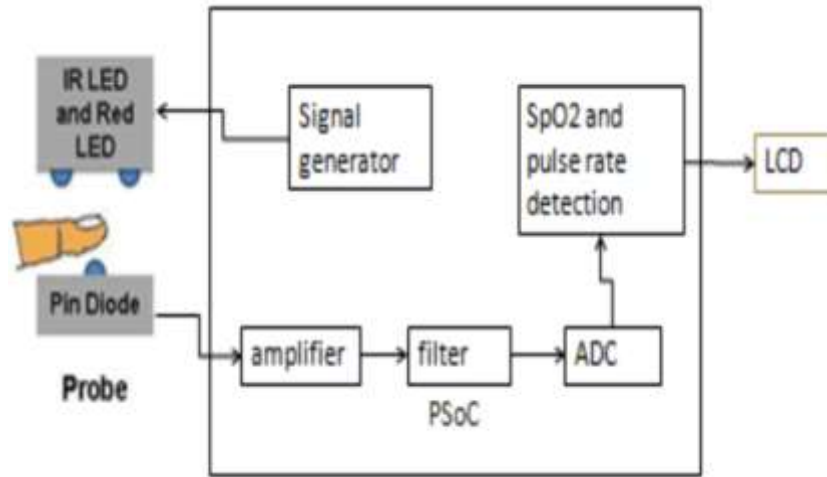 IR LED
and Red
LED
Signal
generator
SpO2 and
pulse rate
detection
LCD
Pin Diode
amplifier
filter
ADC
Probe
PSoC